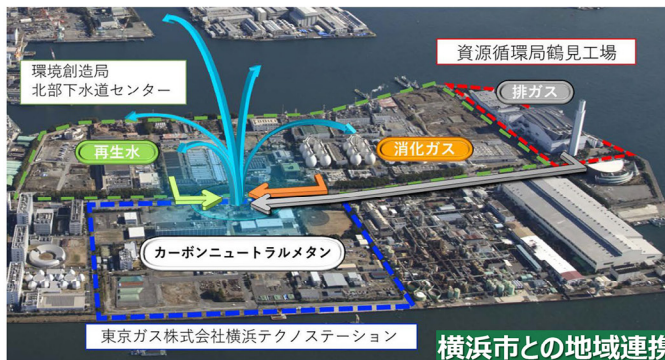 資源循環局鶴見工場
環境創造局
北部下水道センター
排ガス
再生水
消化ガス
カーボンニュートラルメタン
東京ガス株式会社横浜テクノステーション
横浜市との地域連携